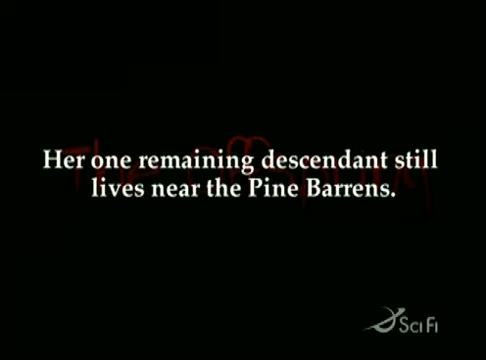 Her one remaining descendant still
lives near the Pine Barrens.
SciFi